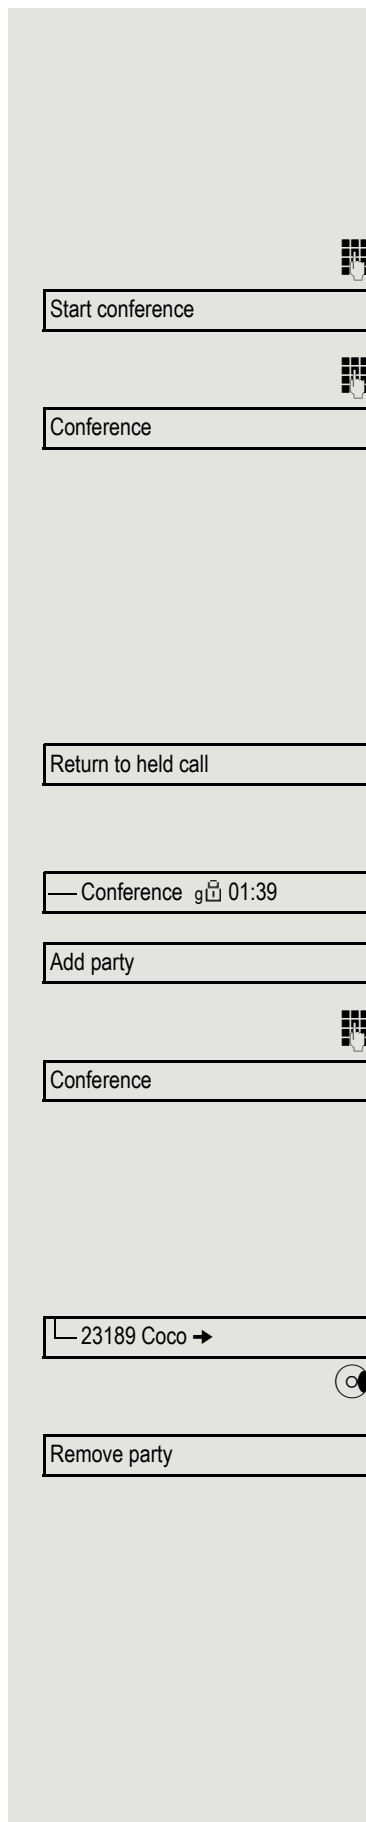 Start conference
Conference
Return to held call
Conference g 01:39
Add party
Conference
23189 Coco →
Remove party